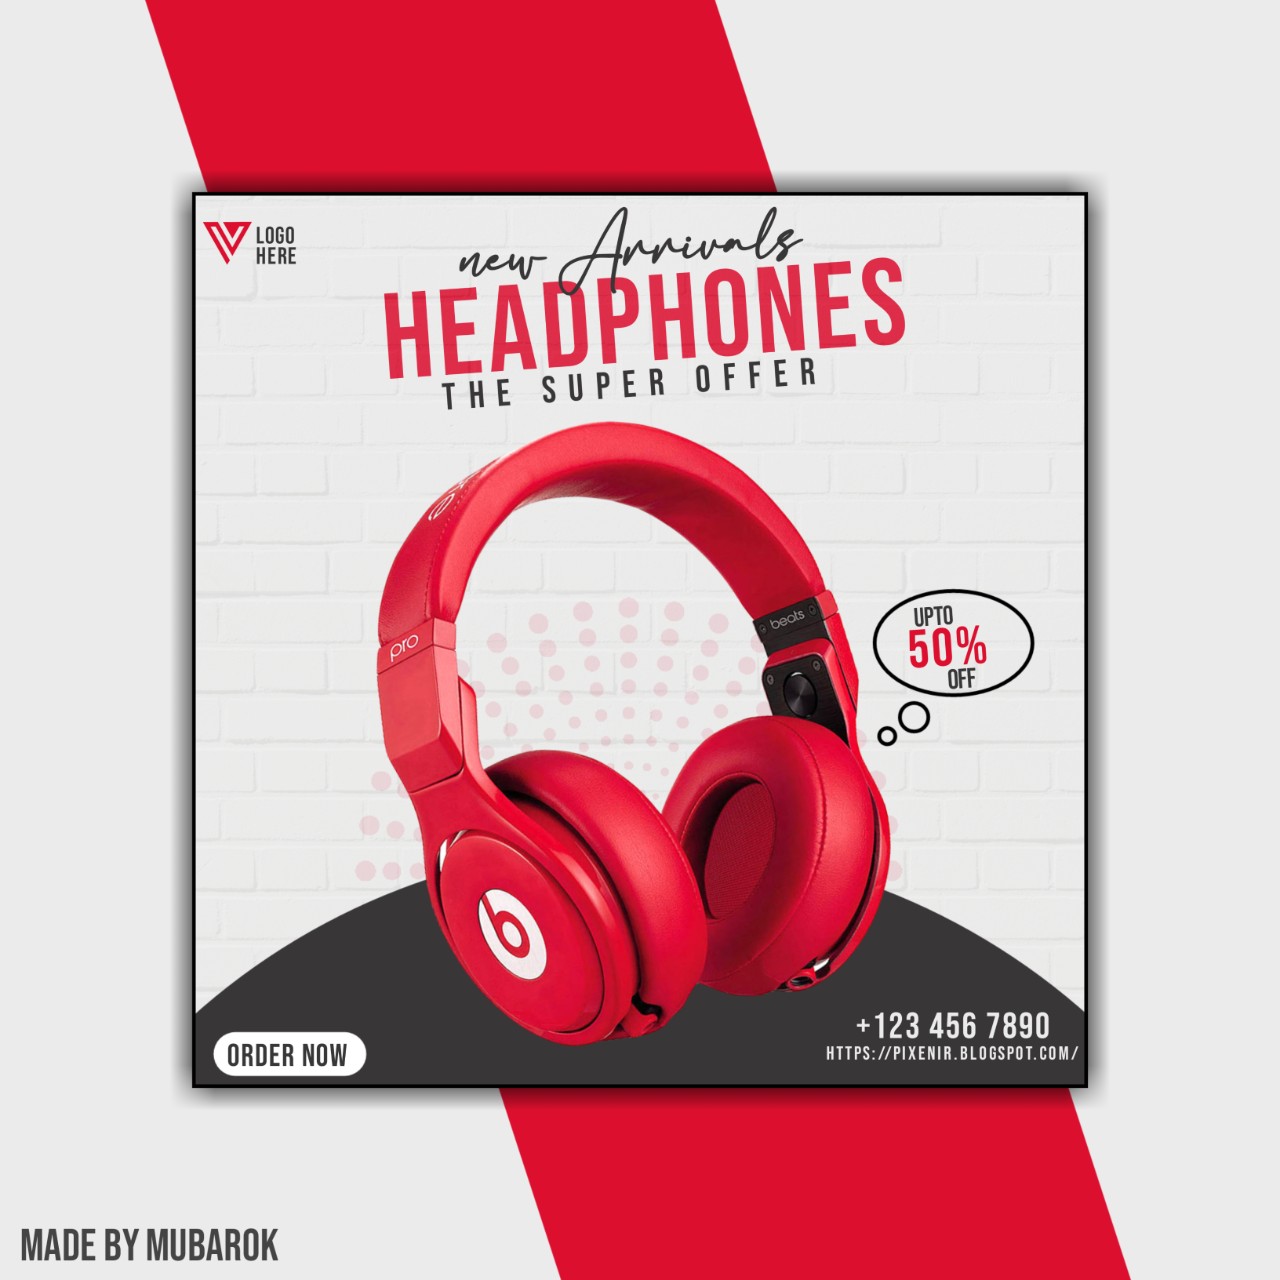 LOGO
HERE
new Arrivals
HEADPHONES
THE SUPER OFFER
pro
beats
UPTO
50%
OFF
b
+123 456 7890
HTTPS://PIXENIR.BLOGSPOT.COM/
ORDER NOW
MADE BY MUBAROK